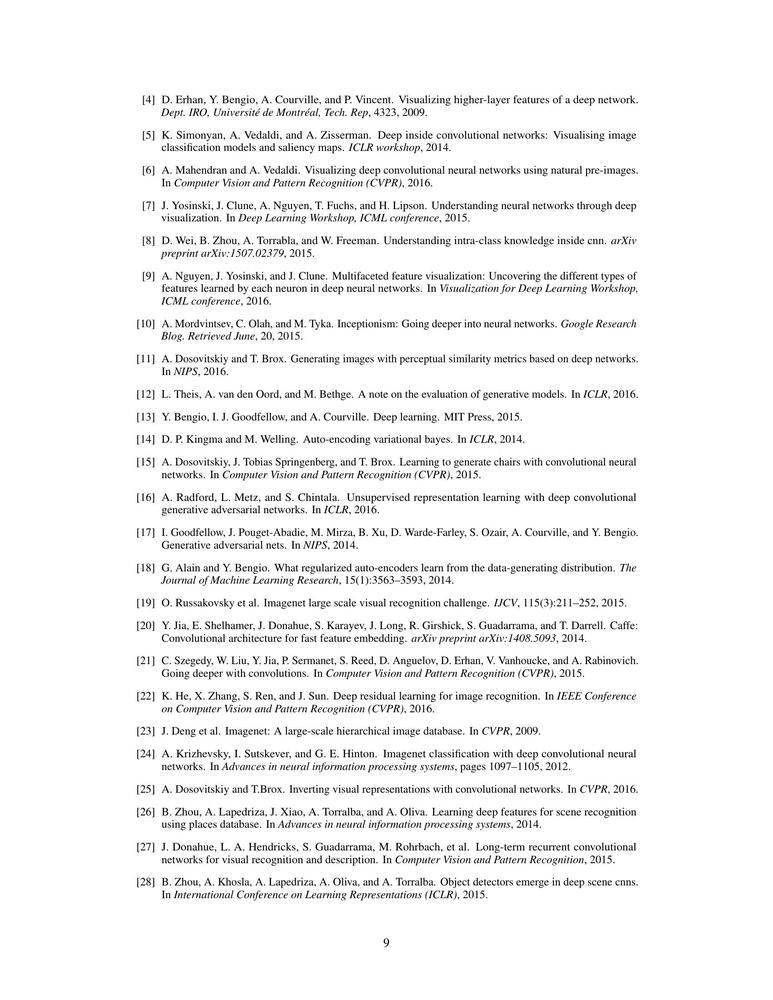 [4] D. Erhan, Y. Bengio, A. Courville, and P. Vincent. Visualizing higher-layer features of a deep network.
Dept. IRO, Université de Montréal, Tech. Rep, 4323, 2009.
[5] K. Simonyan, A. Vedaldi, and A. Zisserman. Deep inside convolutional networks: Visualising image
classification models and saliency maps. ICLR workshop, 2014.
[6] A. Mahendran and A. Vedaldi. Visualizing deep convolutional neural networks using natural pre-images.
In Computer Vision and Pattern Recognition (CVPR), 2016.
[7] J. Yosinski, J. Clune, A. Nguyen, T. Fuchs, and H. Lipson. Understanding neural networks through deep
visualization. In Deep Learning Workshop, ICML conference, 2015.
[8] D. Wei, B. Zhou, A. Torrabla, and W. Freeman. Understanding intra-class knowledge inside cnn. arXiv
preprint arXiv:1507.02379, 2015.
[9] A. Nguyen, J. Yosinski, and J. Clune. Multifaceted feature visualization: Uncovering the different types of
features learned by each neuron in deep neural networks. In Visualization for Deep Learning Workshop,
ICML conference, 2016.
[10] A. Mordvintsev, C. Olah, and M. Tyka. Inceptionism: Going deeper into neural networks. Google Research
Blog. Retrieved June, 20, 2015.
[11] A. Dosovitskiy and T. Brox. Generating images with perceptual similarity metrics based on deep networks.
In NIPS, 2016.
[12] L. Theis, A. van den Oord, and M. Bethge. A note on the evaluation of generative models. In ICLR, 2016.
[13] Y. Bengio, I. J. Goodfellow, and A. Courville. Deep learning. MIT Press, 2015.
[14] D. P. Kingma and M. Welling. Auto-encoding variational bayes. In ICLR, 2014.
[15] A. Dosovitskiy, J. Tobias Springenberg, and T. Brox. Learning to generate chairs with convolutional neural
networks. In Computer Vision and Pattern Recognition (CVPR), 2015.
[16] A. Radford, L. Metz, and S. Chintala. Unsupervised representation learning with deep convolutional
generative adversarial networks. In ICLR, 2016.
[17] I. Goodfellow, J. Pouget-Abadie, M. Mirza, B. Xu, D. Warde-Farley, S. Ozair, A. Courville, and Y. Bengio.
Generative adversarial nets. In NIPS, 2014.
[18] G. Alain and Y. Bengio. What regularized auto-encoders learn from the data-generating distribution. The
Journal of Machine Learning Research, 15(1):3563–3593, 2014.
[19] O. Russakovsky et al. Imagenet large scale visual recognition challenge. IJCV, 115(3):211–252, 2015.
[20] Y. Jia, E. Shelhamer, J. Donahue, S. Karayev, J. Long, R. Girshick, S. Guadarrama, and T. Darrell. Caffe:
Convolutional architecture for fast feature embedding. arXiv preprint arXiv:1408.5093, 2014.
[21] C. Szegedy, W. Liu, Y. Jia, P. Sermanet, S. Reed, D. Anguelov, D. Erhan, V. Vanhoucke, and A. Rabinovich.
Going deeper with convolutions. In Computer Vision and Pattern Recognition (CVPR), 2015.
[22] K. He, X. Zhang, S. Ren, and J. Sun. Deep residual learning for image recognition. In IEEE Conference
on Computer Vision and Pattern Recognition (CVPR), 2016.
[23] J. Deng et al. Imagenet: A large-scale hierarchical image database. In CVPR, 2009.
[24] A. Krizhevsky, I. Sutskever, and G. E. Hinton. Imagenet classification with deep convolutional neural
networks. In Advances in neural information processing systems, pages 1097–1105, 2012.
[25] A. Dosovitskiy and T.Brox. Inverting visual representations with convolutional networks. In CVPR, 2016.
[26] B. Zhou, A. Lapedriza, J. Xiao, A. Torralba, and A. Oliva. Learning deep features for scene recognition
using places database. In Advances in neural information processing systems, 2014.
[27] J. Donahue, L. A. Hendricks, S. Guadarrama, M. Rohrbach, et al. Long-term recurrent convolutional
networks for visual recognition and description. In Computer Vision and Pattern Recognition, 2015.
[28] B. Zhou, A. Khosla, A. Lapedriza, A. Oliva, and A. Torralba. Object detectors emerge in deep scene cnns.
In International Conference on Learning Representations (ICLR), 2015.
9